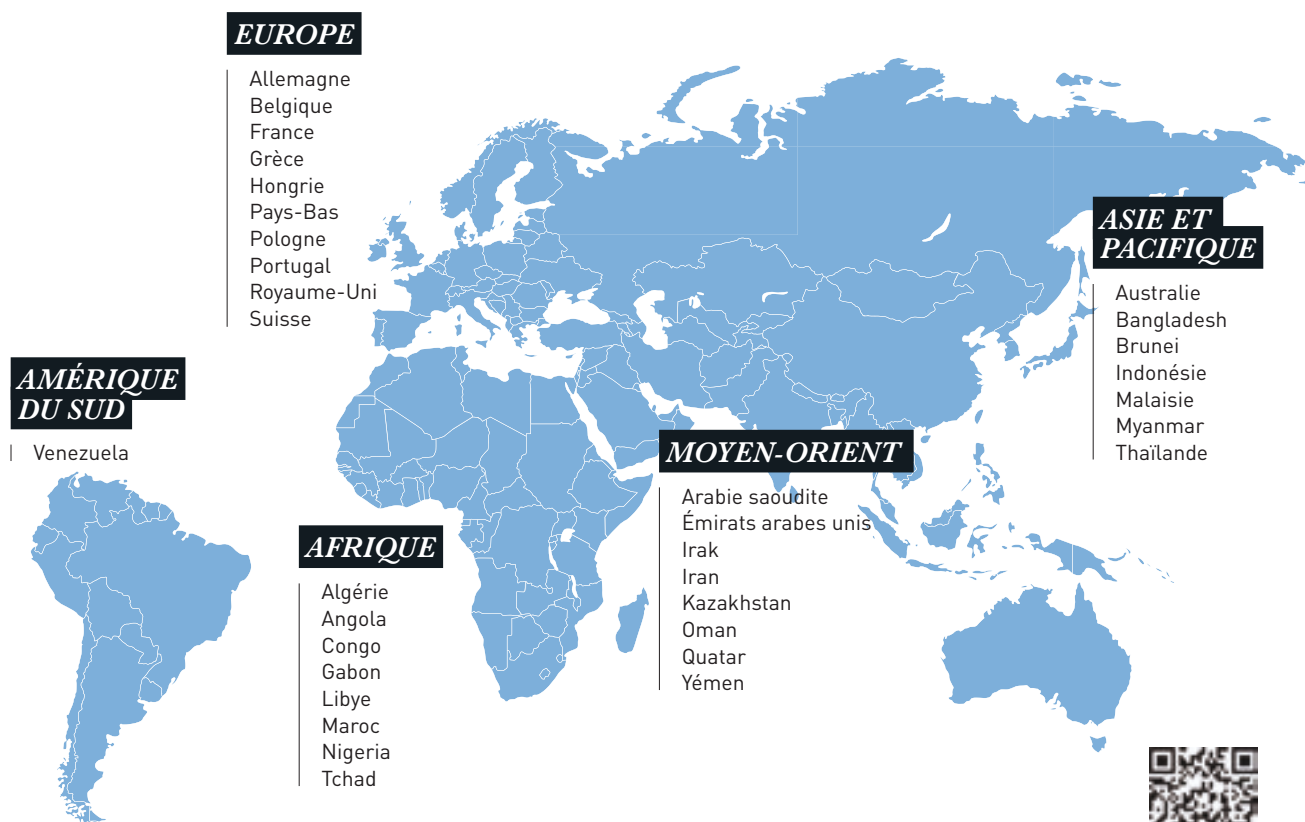 EUROPE
Allemagne
Belgique
France
Grèce
Hongrie
Pays-Bas
Pologne
Portugal
Royaume-Uni
Suisse
ASIE ET
PACIFIQUE
Australie
Bangladesh
Brunei
Indonésie
Malaisie
Myanmar
Thaïlande
AMÉRIQUE
DU SUD
Venezuela
MOYEN-ORIENT
Arabie saoudite
Émirats arabes unis
Irak
Iran
Kazakhstan
Oman
Quatar
Yémen
AFRIQUE
Algérie
Angola
Congo
Gabon
Libye
Maroc
Nigeria
Tchad